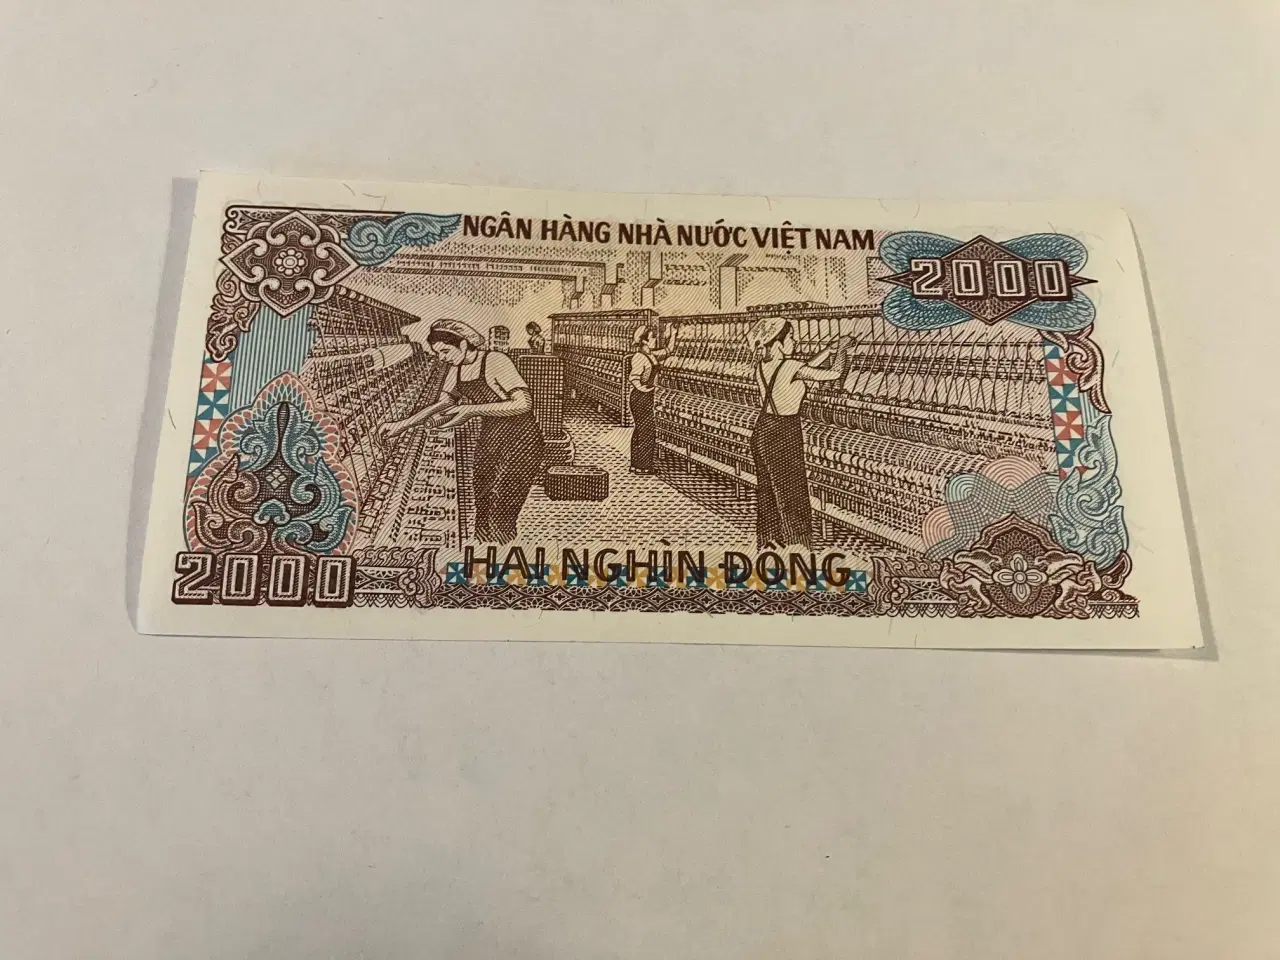 NGÂN HÀNG NHÀ NƯỚC VIỆT NAM
2000
2000
HAI NGHÌN ĐỒNG